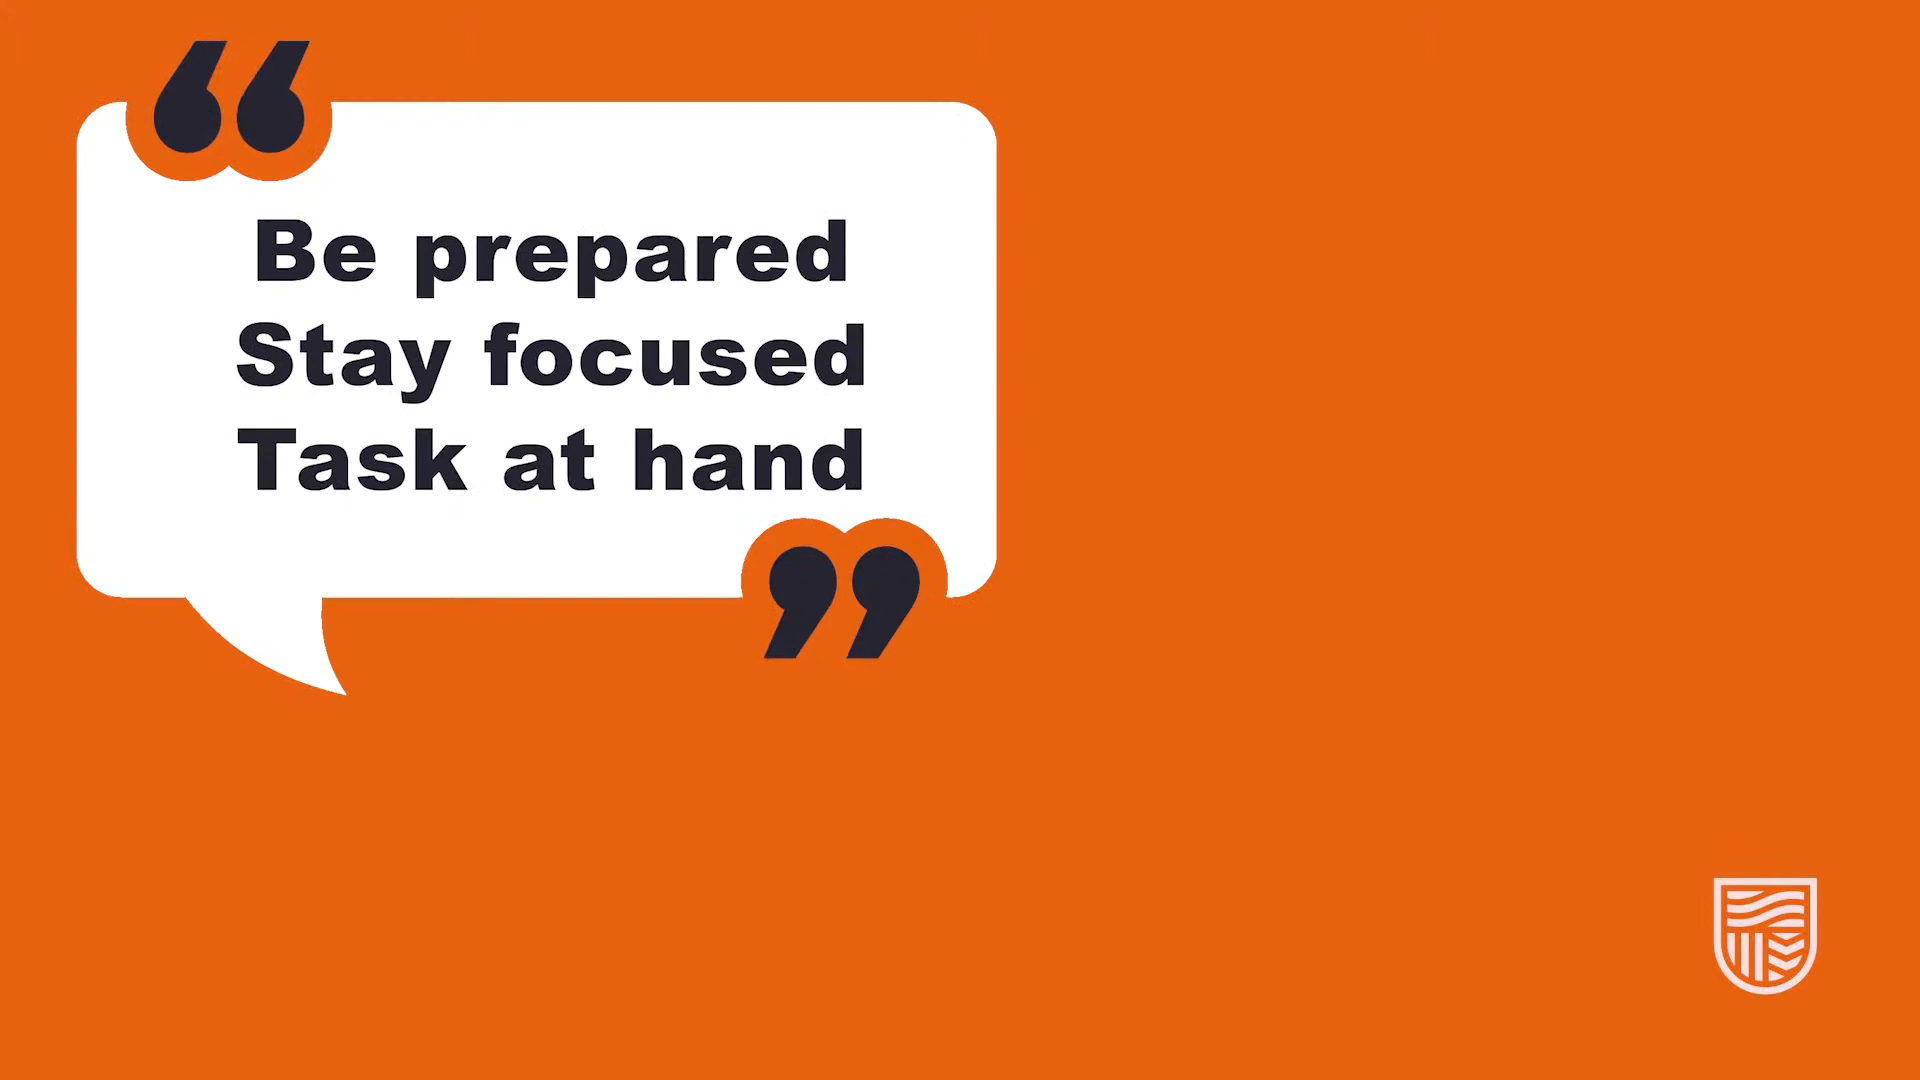 “
Be prepared
Stay focused
Task at hand
”